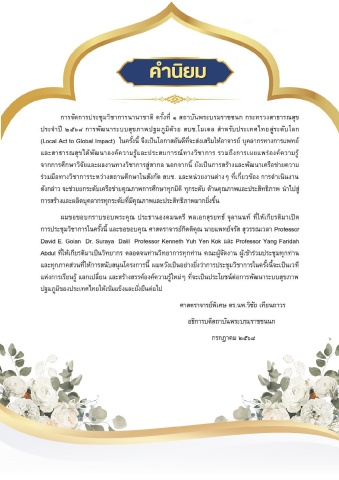 คำนิยม
การจัดการประชุมวิชาการนานาชาติ ครั้งที่ ๑ สถาบันพระบรมราชชนก กระทรวงสาธารณสุข
ประจำปี ๒๕๖๘ การพัฒนาระบบสุขภาพปฐมภูมิด้วย สบช.โมเดล สำหรับประเทศไทยสู่ระดับโลก
(Local Act to Global Impact) ในครั้งนี้ จึงเป็นโอกาสอันดีที่จะส่งเสริมให้อาจารย์ บุคลากรทางการแพทย์
และสาธารณสุขได้พัฒนาองค์ความรู้และประสบการณ์ทางวิชาการ รวมถึงการเผยแพร่องค์ความรู้
จากการศึกษาวิจัยและผลงานทางวิชาการสู่สากล นอกจากนี้ ยังเป็นการสร้างและพัฒนาเครือข่ายความ
ร่วมมือทางวิชาการระหว่างสถานศึกษาในสังกัด สบช. และหน่วยงานต่างๆ ที่เกี่ยวข้อง การดำเนินงาน
ดังกล่าว จะช่วยยกระดับเครือข่ายคุณภาพการศึกษาทุกมิติ ทุกระดับ ด้านคุณภาพและประสิทธิภาพ นำไปสู่
การสร้างและผลิตบุคลากรทุกระดับที่มีคุณภาพและประสิทธิภาพมากยิ่งขึ้น
ผมขอขอบกราบขอบพระคุณ ประธานองคมนตรี พลเอกสุรยุทธ์ จุลานนท์ ที่ให้เกียรติมาเปิด
การประชุมวิชาการในครั้งนี้ และขอขอบคุณ ศาสตราจารย์กิตติคุณ นายแพทย์จรัส สุวรรณเวลา Professor
David E. Goian Dr. Suraya Dalil Professor Kenneth Yuh Yen Kok และ Professor Yang Faridah
Abdul ที่ให้เกียรติมาเป็นวิทยากร ตลอดจนท่านวิทยากรทุกท่าน คณะผู้จัดงาน ผู้เข้าร่วมประชุมทุกท่าน
และทุกภาคส่วนที่ให้การสนับสนุนโครงการนี้ ผมหวังเป็นอย่างยิ่งว่าการประชุมวิชาการในครั้งนี้จะเป็นเวที
แห่งการเรียนรู้ แลกเปลี่ยน และสร้างสรรค์องค์ความรู้ใหม่ๆ ที่จะเป็นประโยชน์ต่อการพัฒนาระบบสุขภาพ
ปฐมภูมิของประเทศไทยให้เข้มแข็งและยั่งยืนต่อไป
ศาสตราจารย์พิเศษ ดร.นพ.วิชัย เทียนถาวร
อธิการบดีสถาบันพระบรมราชชนก
กรกฎาคม ๒๕๖๘